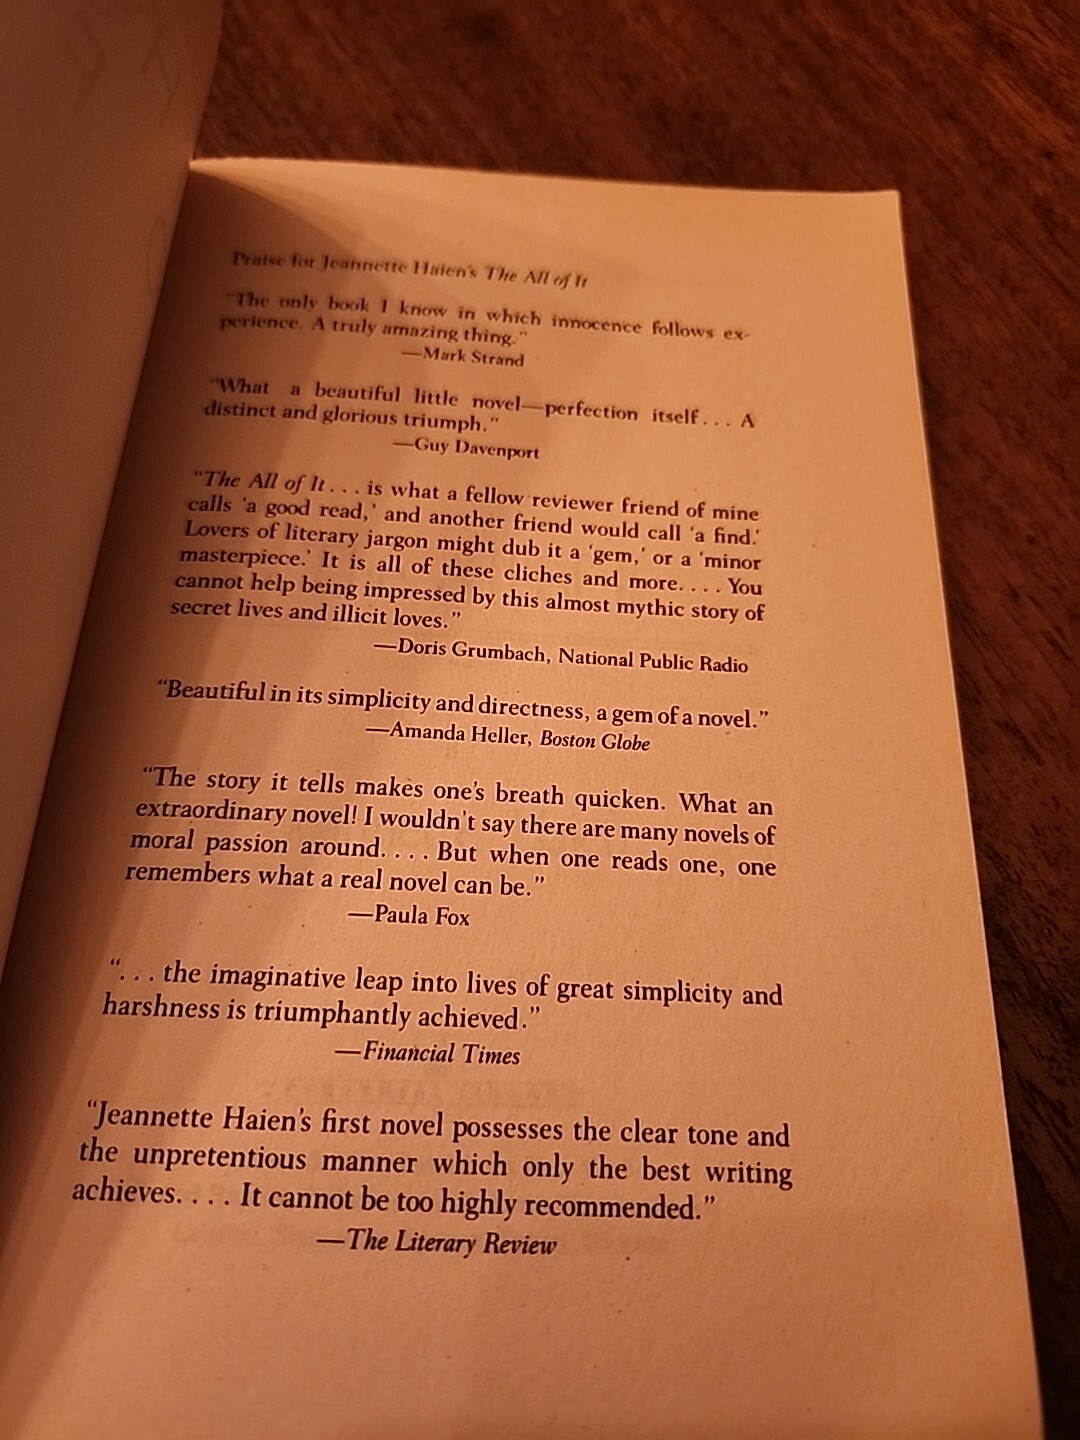 Praise for Jeannette Haien's The All of It
"The only book I know in which innocence follows ex-
perience. A truly amazing thing."
—Mark Strand
"What a beautiful little novel—perfection itself... A
distinct and glorious triumph."
—Guy Davenport
"The All of It... is what a fellow reviewer friend of mine
calls 'a good read,' and another friend would call 'a find.'
Lovers of literary jargon might dub it a 'gem,' or a 'minor
masterpiece.' It is all of these cliches and more.... You
cannot help being impressed by this almost mythic story of
secret lives and illicit loves."
—Doris Grumbach, National Public Radio
"Beautiful in its simplicity and directness, a gem of a novel."
—Amanda Heller, Boston Globe
"The story it tells makes one's breath quicken. What an
extraordinary novel! I wouldn't say there are many novels of
moral passion around.... But when one reads one, one
remembers what a real novel can be."
—Paula Fox
"... the imaginative leap into lives of great simplicity and
harshness is triumphantly achieved."
—Financial Times
"Jeannette Haien's first novel possesses the clear tone and
the unpretentious manner which only the best writing
achieves.... It cannot be too highly recommended."
—The Literary Review